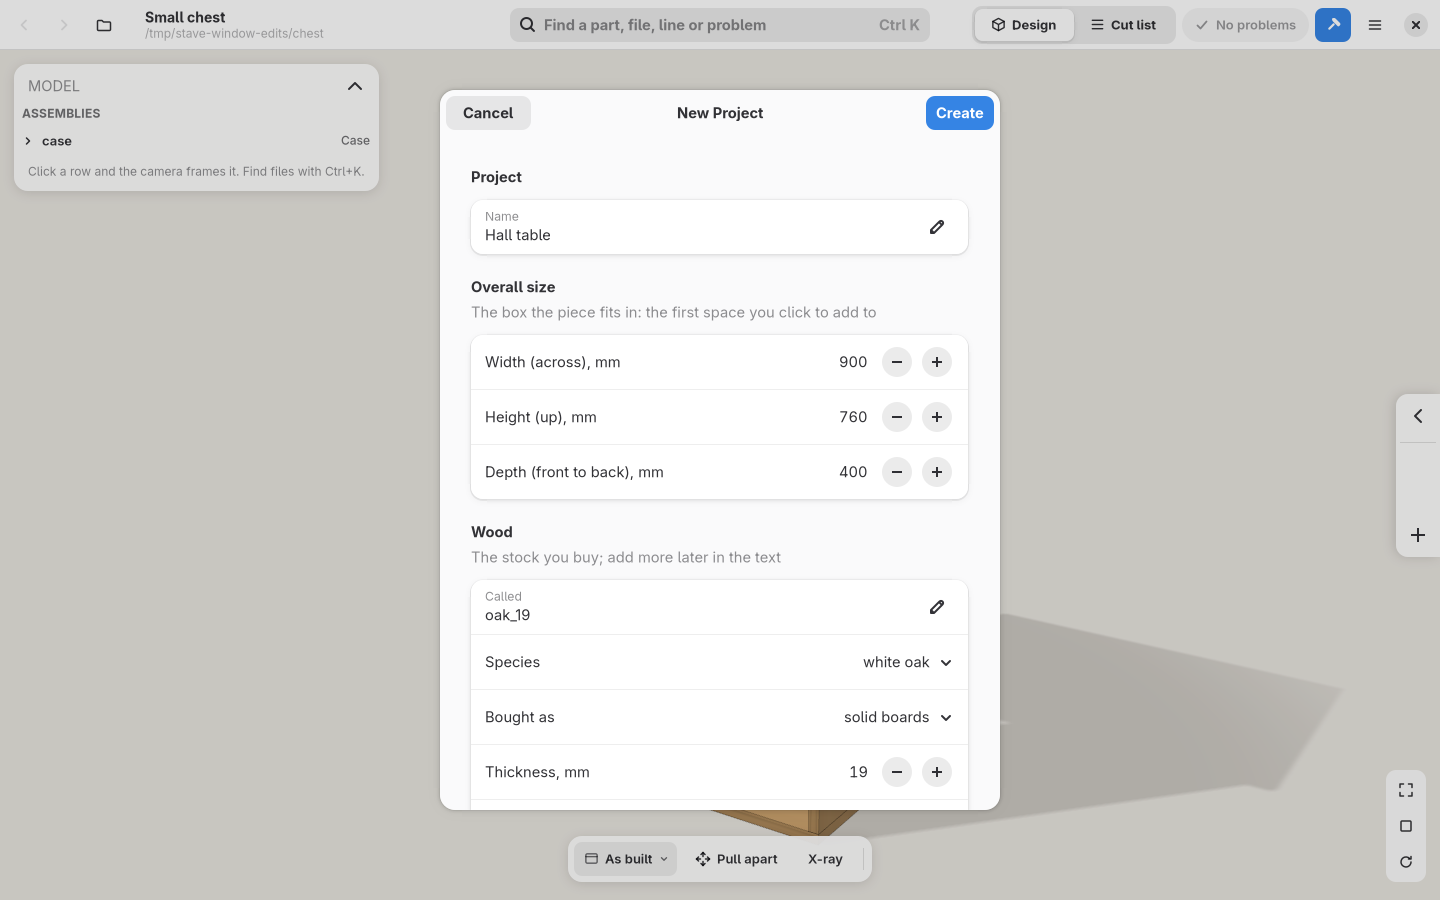 Small chest
/tmp/stave-window-edits/chest
Find a part, file, line or problem
Ctrl K
Design
Cut list
No problems
MODEL
ASSEMBLIES
case
Case
Click a row and the camera frames it. Find files with Ctrl+K.
Cancel
New Project
Create
Project
Name
Hall table
Overall size
The box the piece fits in: the first space you click to add to
Width (across), mm
900
Height (up), mm
760
Depth (front to back), mm
400
Wood
The stock you buy; add more later in the text
Called
oak_19
Species
white oak
Bought as
solid boards
Thickness, mm
19
As built
Pull apart
X-ray